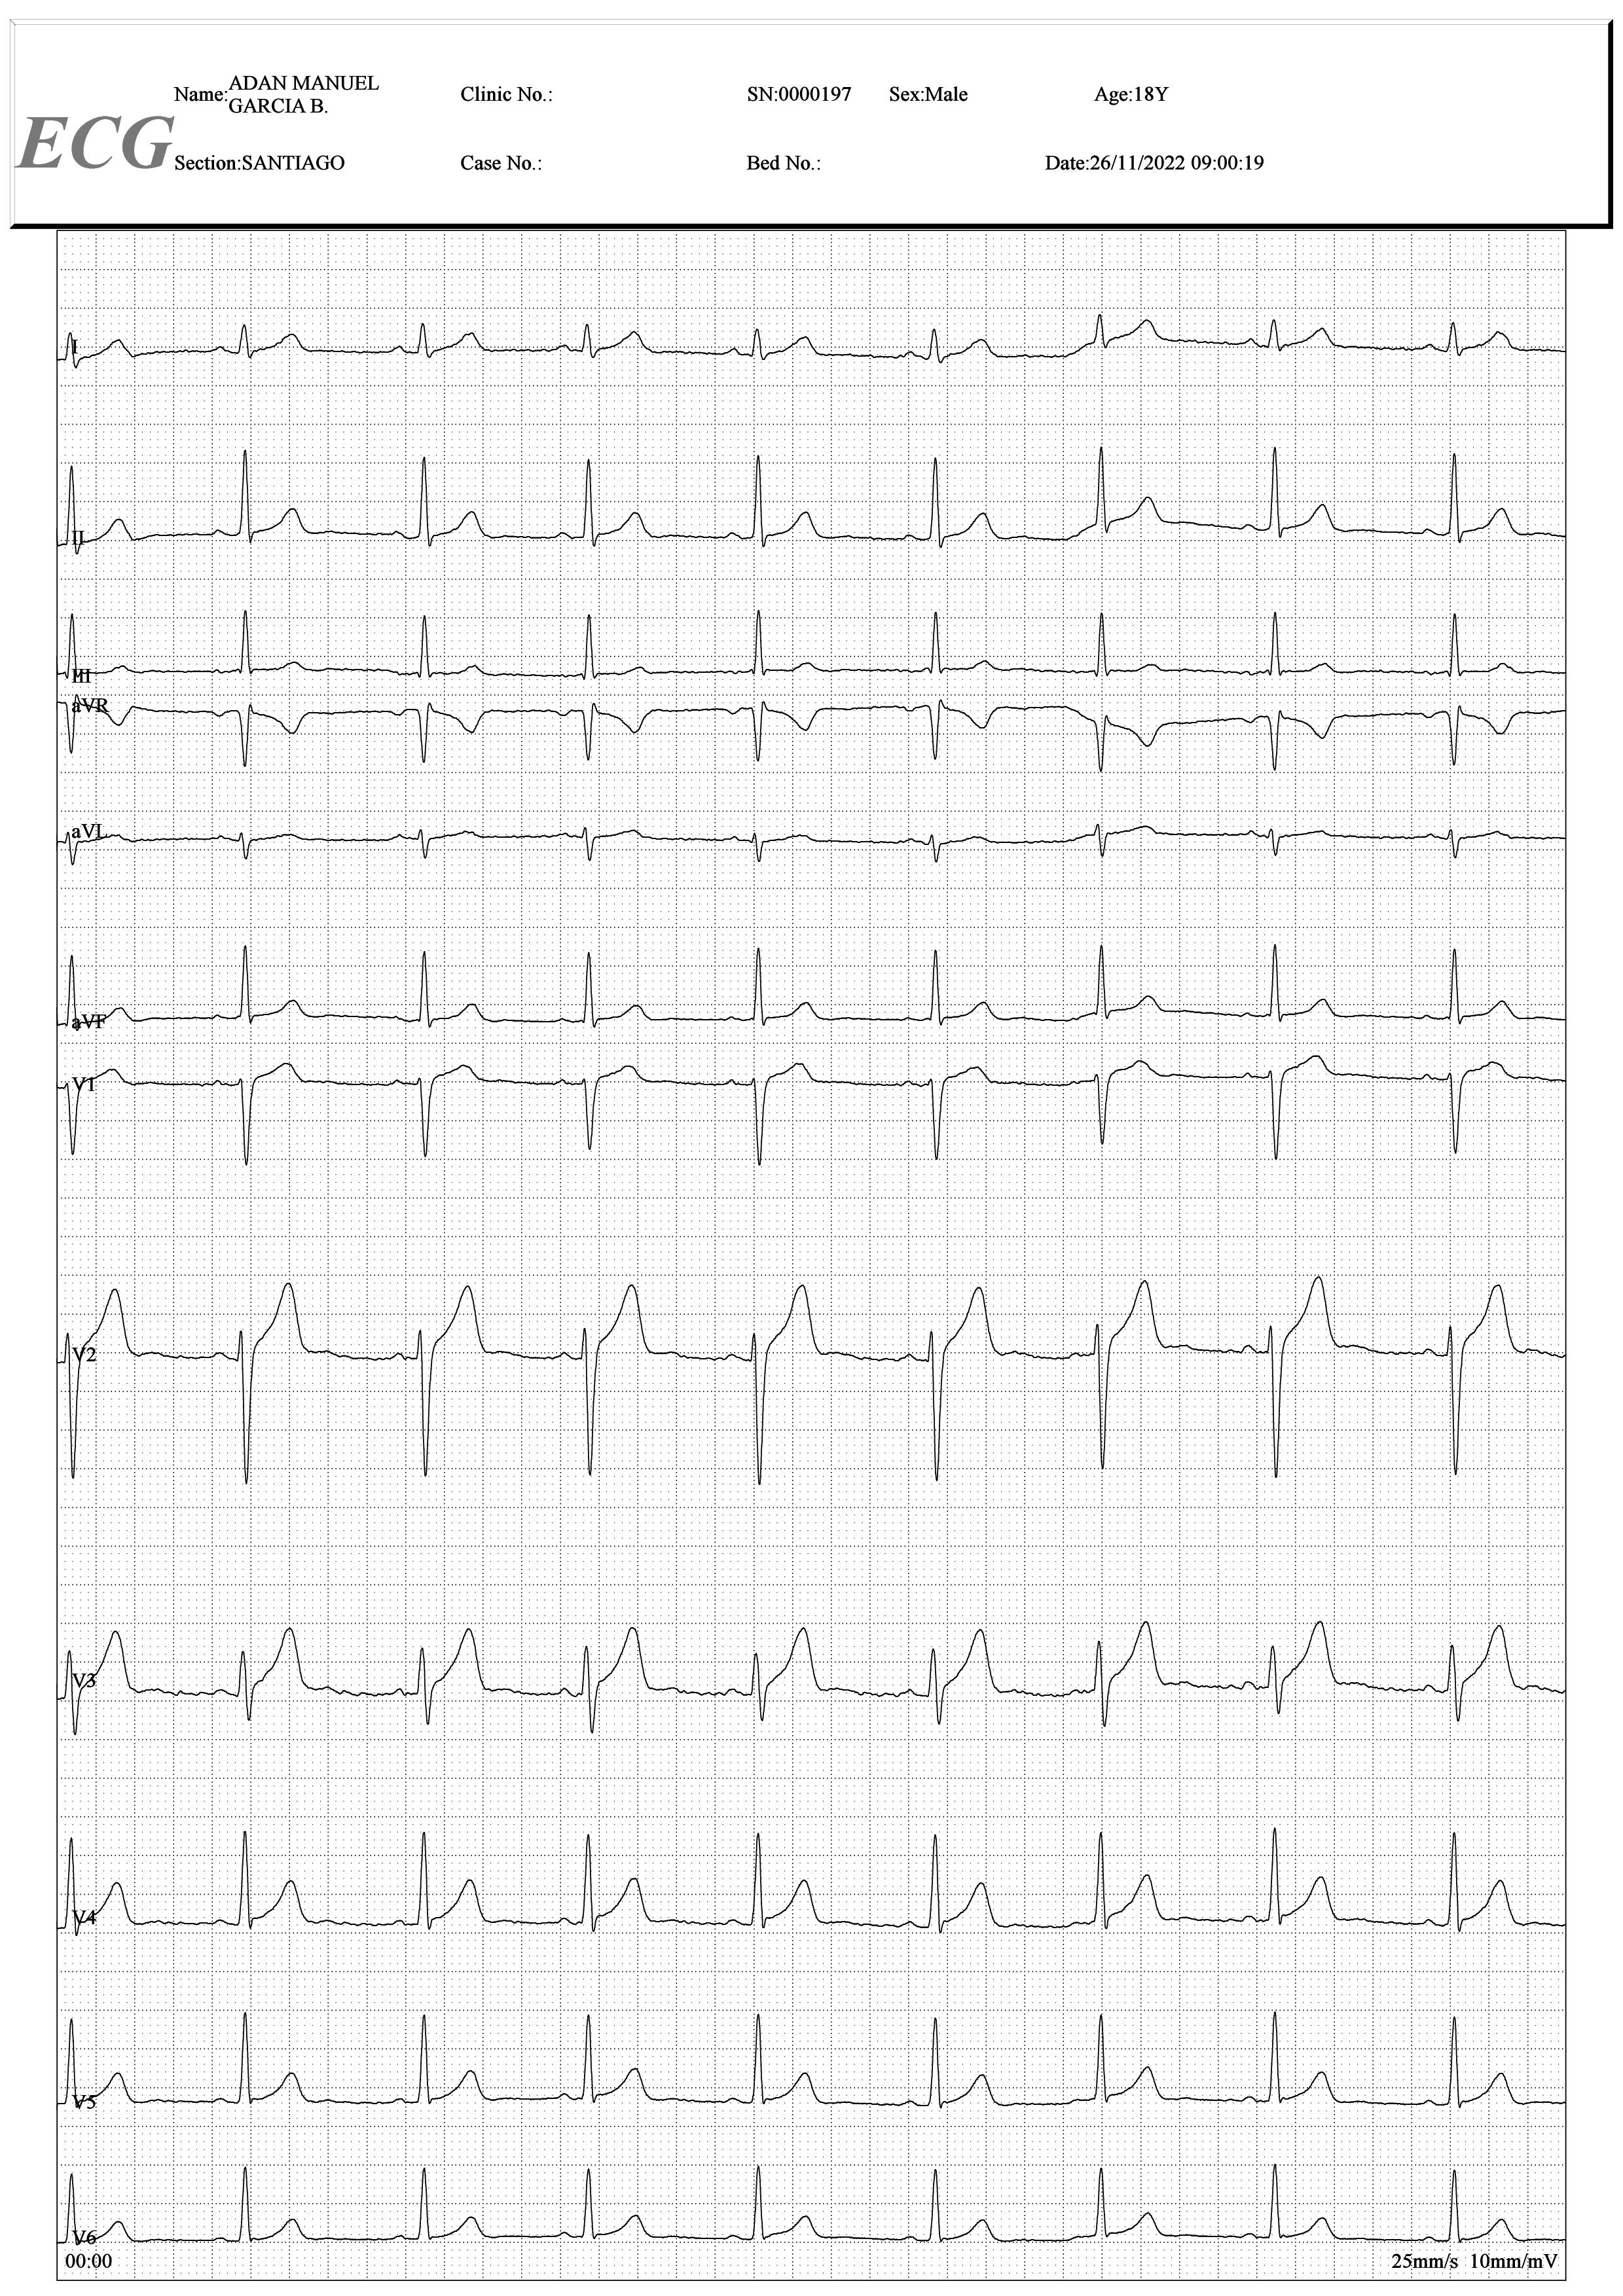 ECG
Name:ADAN MANUEL GARCIA B.
Clinic No.:
SN:0000197
Sex:Male
Age:18Y
Section:SANTIAGO
Case No.:
Bed No.:
Date:26/11/2022 09:00:19
I
II
III
aVR
aVL
aVF
V1
V2
V3
V4
V5
V6
00:00
25mm/s 10mm/mV